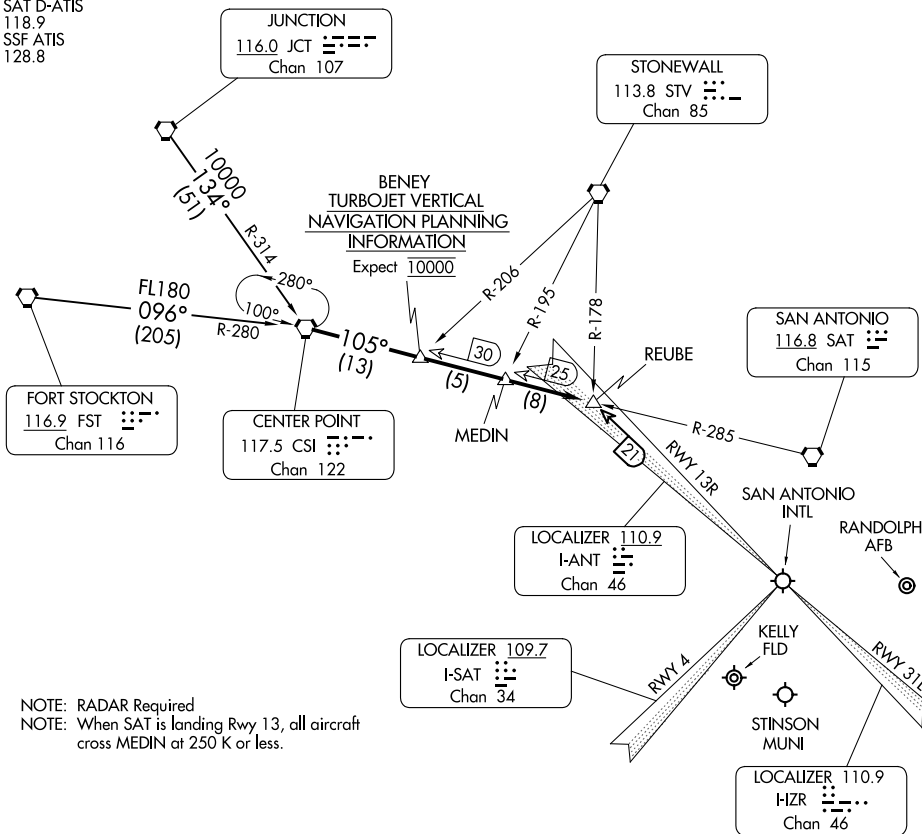 SAT D-ATIS
118.9
SSF ATIS
128.8
JUNCTION
116.0 JCT
Chan 107
STONEWALL
113.8 STV
Chan 85
10000
134°
(51)
R-314
BENEY
TURBOJET VERTICAL
NAVIGATION PLANNING
INFORMATION
Expect 10000
R-206
R-195
R-178
FL180
096°
(205)
R-280
280°
100°
105°
(13)
30
(5)
25
(8)
REUBE
MEDIN
21
R-285
SAN ANTONIO
116.8 SAT
Chan 115
FORT STOCKTON
116.9 FST
Chan 116
CENTER POINT
117.5 CSI
Chan 122
RWY 13R
SAN ANTONIO
INTL
RANDOLPH
AFB
LOCALIZER 110.9
I-ANT
Chan 46
LOCALIZER 109.7
I-SAT
Chan 34
RWY 4
KELLY
FLD
RWY 31L
STINSON
MUNI
NOTE: RADAR Required
NOTE: When SAT is landing Rwy 13, all aircraft
cross MEDIN at 250 K or less.
LOCALIZER 110.9
I-IZR
Chan 46